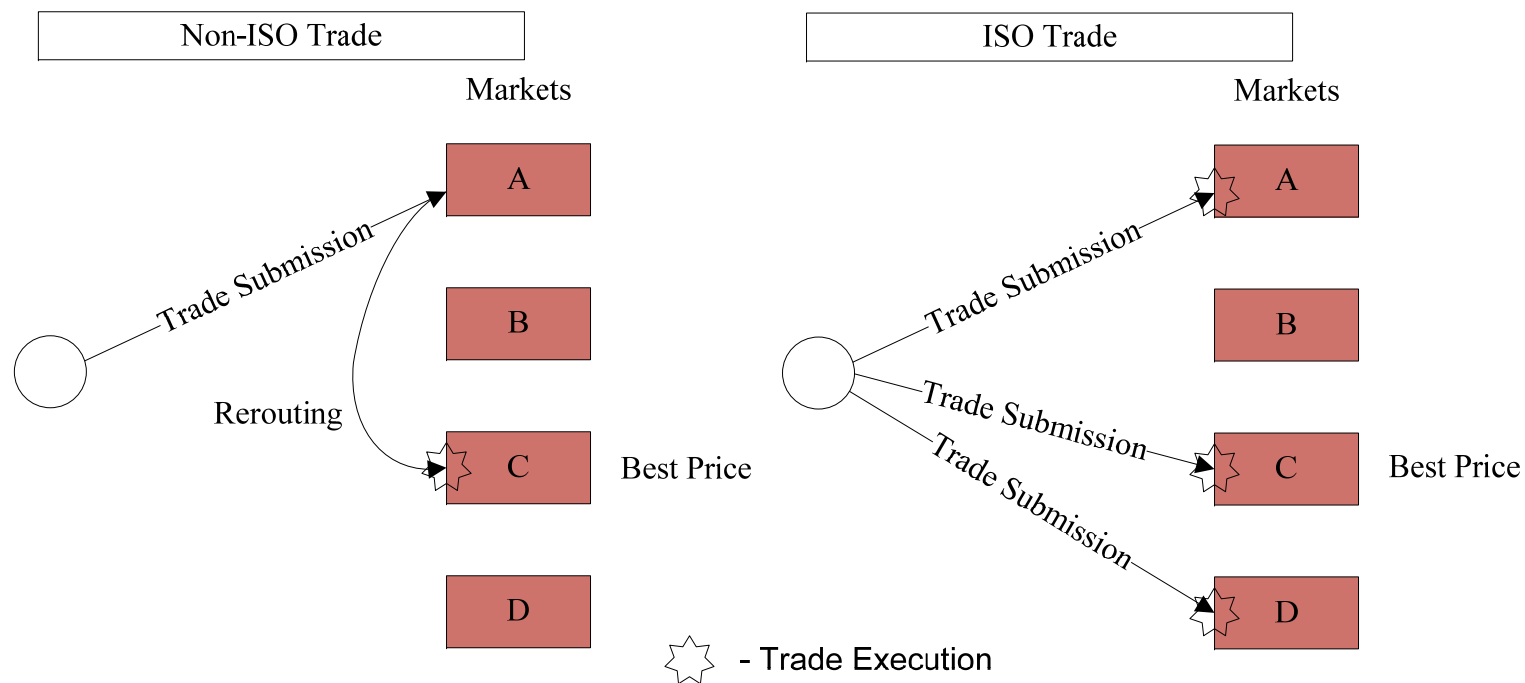 Non-ISO Trade
Markets
A
Trade Submission
B
Rerouting
C
Best Price
D
ISO Trade
Markets
A
Trade Submission
B
Trade Submission
C
Best Price
Trade Submission
D
- Trade Execution